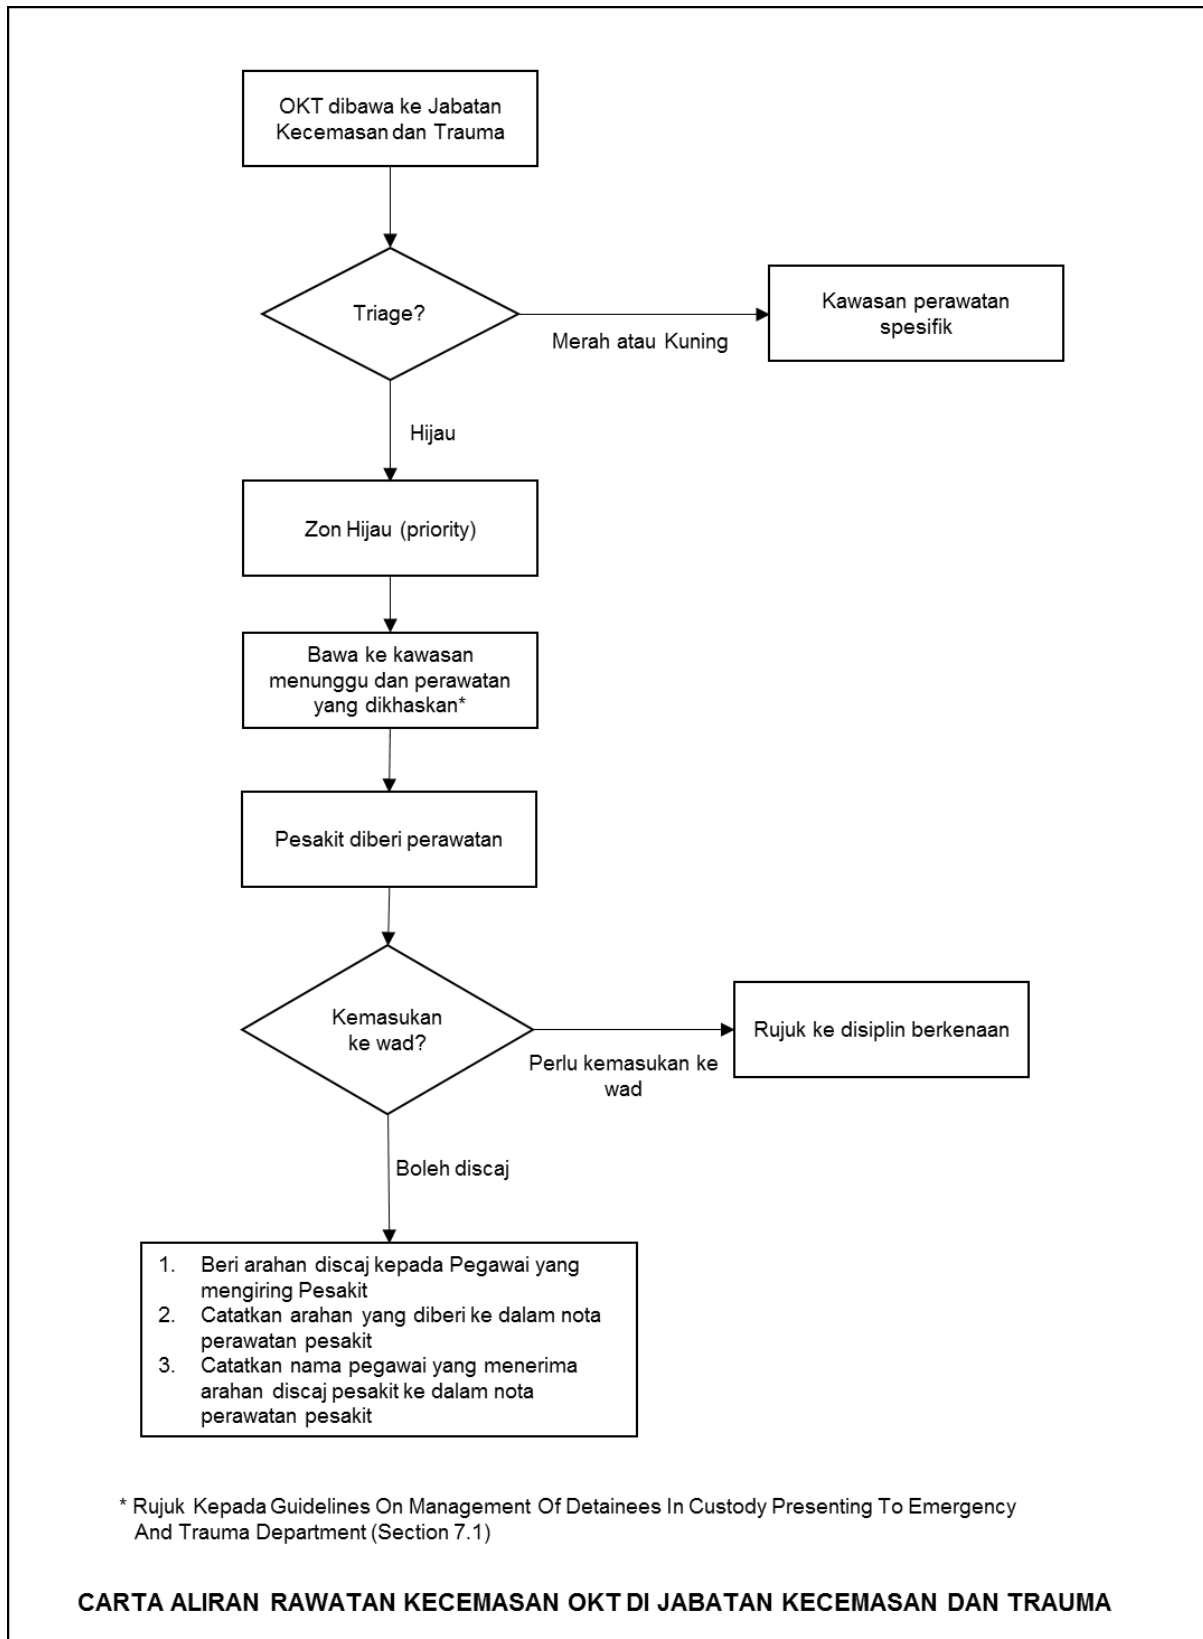 OKT dibawa ke Jabatan
Kecemasan dan Trauma
Triage?
Merah atau Kuning
Kawasan perawatan
spesifik
Hijau
Zon Hijau (priority)
Bawa ke kawasan
menunggu dan perawatan
yang dikhaskan*
Pesakit diberi perawatan
Kemasukan
ke wad?
Perlu kemasukan ke
wad
Rujuk ke disiplin berkenaan
Boleh discaj
1. Beri arahan discaj kepada Pegawai yang
mengiring Pesakit
2. Catatkan arahan yang diberi ke dalam nota
perawatan pesakit
3. Catatkan nama pegawai yang menerima
arahan discaj pesakit ke dalam nota
perawatan pesakit
* Rujuk Kepada Guidelines On Management Of Detainees In Custody Presenting To Emergency
And Trauma Department (Section 7.1)
CARTA ALIRAN RAWATAN KECEMASAN OKT DI JABATAN KECEMASAN DAN TRAUMA